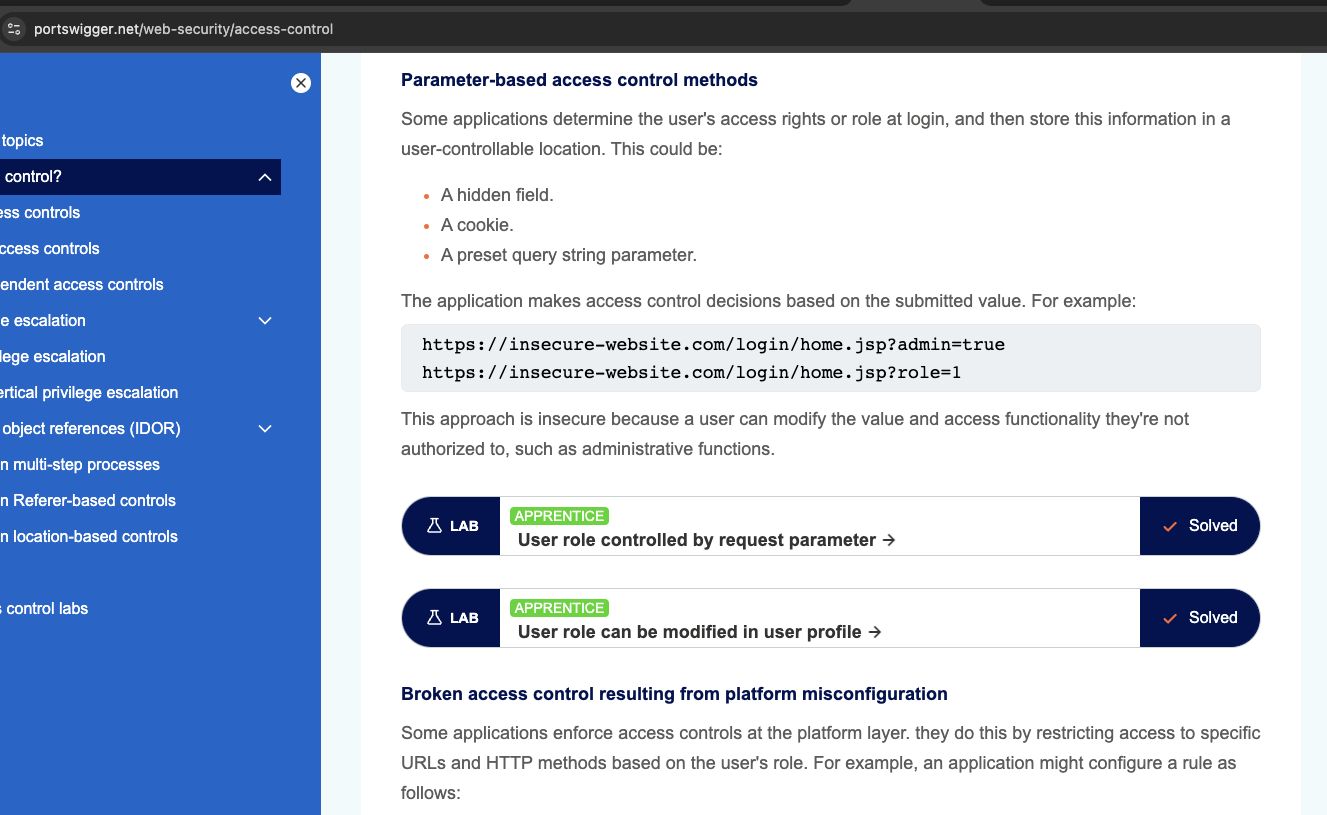 portswigger.net/web-security/access-control
topics
control?
ess controls
ccess controls
endent access controls
e escalation
lege escalation
ertical privilege escalation
object references (IDOR)
n multi-step processes
n Referer-based controls
n location-based controls
s control labs
Parameter-based access control methods
Some applications determine the user's access rights or role at login, and then store this information in a
user-controllable location. This could be:
• A hidden field.
• A cookie.
• A preset query string parameter.
The application makes access control decisions based on the submitted value. For example:
https://insecure-website.com/login/home.jsp?admin=true
https://insecure-website.com/login/home.jsp?role=1
This approach is insecure because a user can modify the value and access functionality they're not
authorized to, such as administrative functions.
LAB
APPRENTICE
User role controlled by request parameter →
Solved
LAB
APPRENTICE
User role can be modified in user profile →
Solved
Broken access control resulting from platform misconfiguration
Some applications enforce access controls at the platform layer. they do this by restricting access to specific
URLs and HTTP methods based on the user's role. For example, an application might configure a rule as
follows: